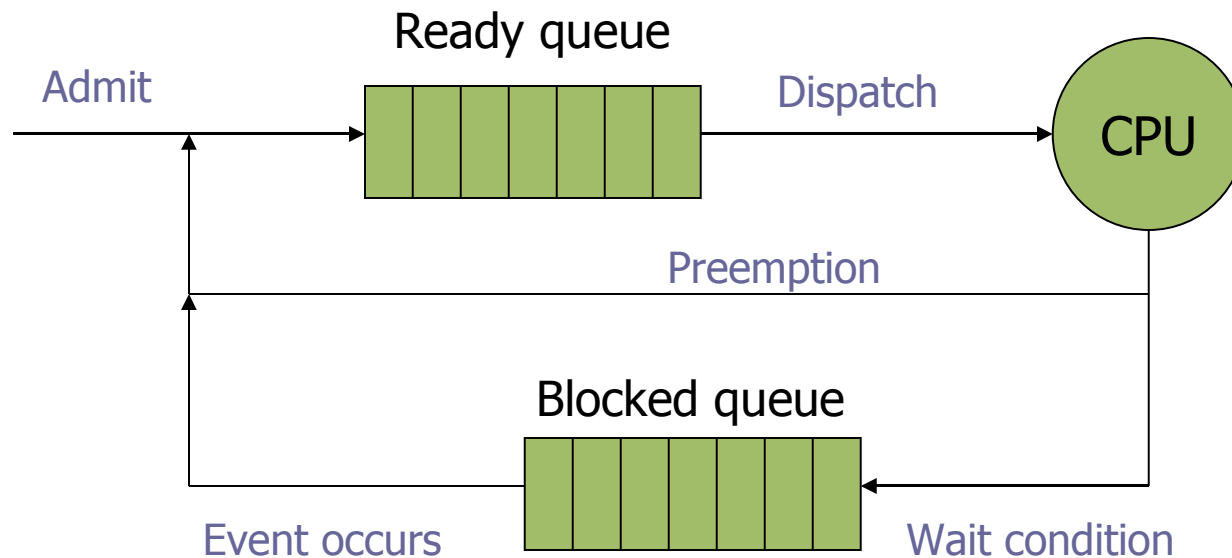 Ready queue
Admit
Dispatch
CPU
Preemption
Blocked queue
Event occurs
Wait condition